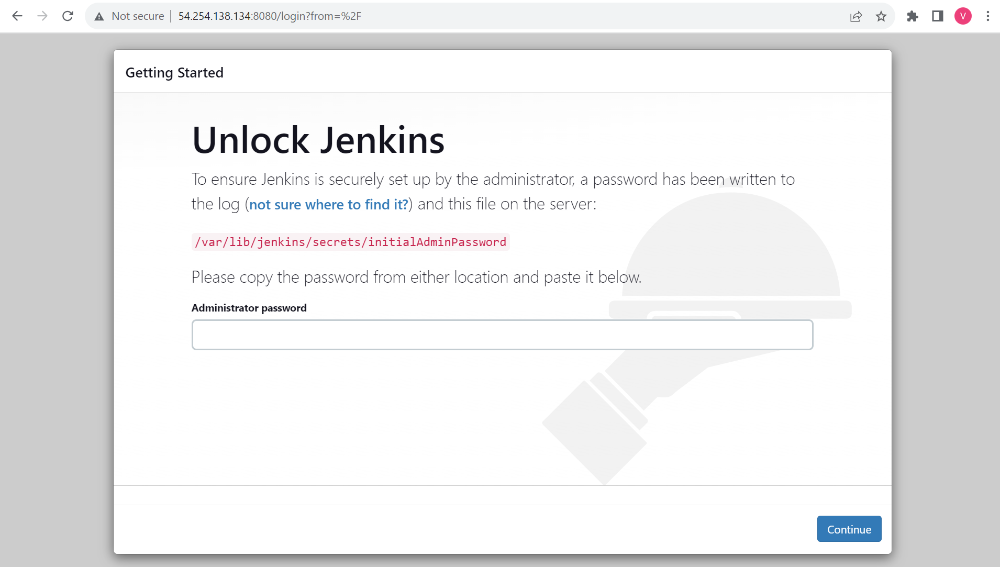 Not secure | 54.254.138.134:8080/login?from=%2F
V
Getting Started
Unlock Jenkins
To ensure Jenkins is securely set up by the administrator, a password has been written to
the log (not sure where to find it?) and this file on the server:
/var/lib/jenkins/secrets/initialAdminPassword
Please copy the password from either location and paste it below.
Administrator password
Continue